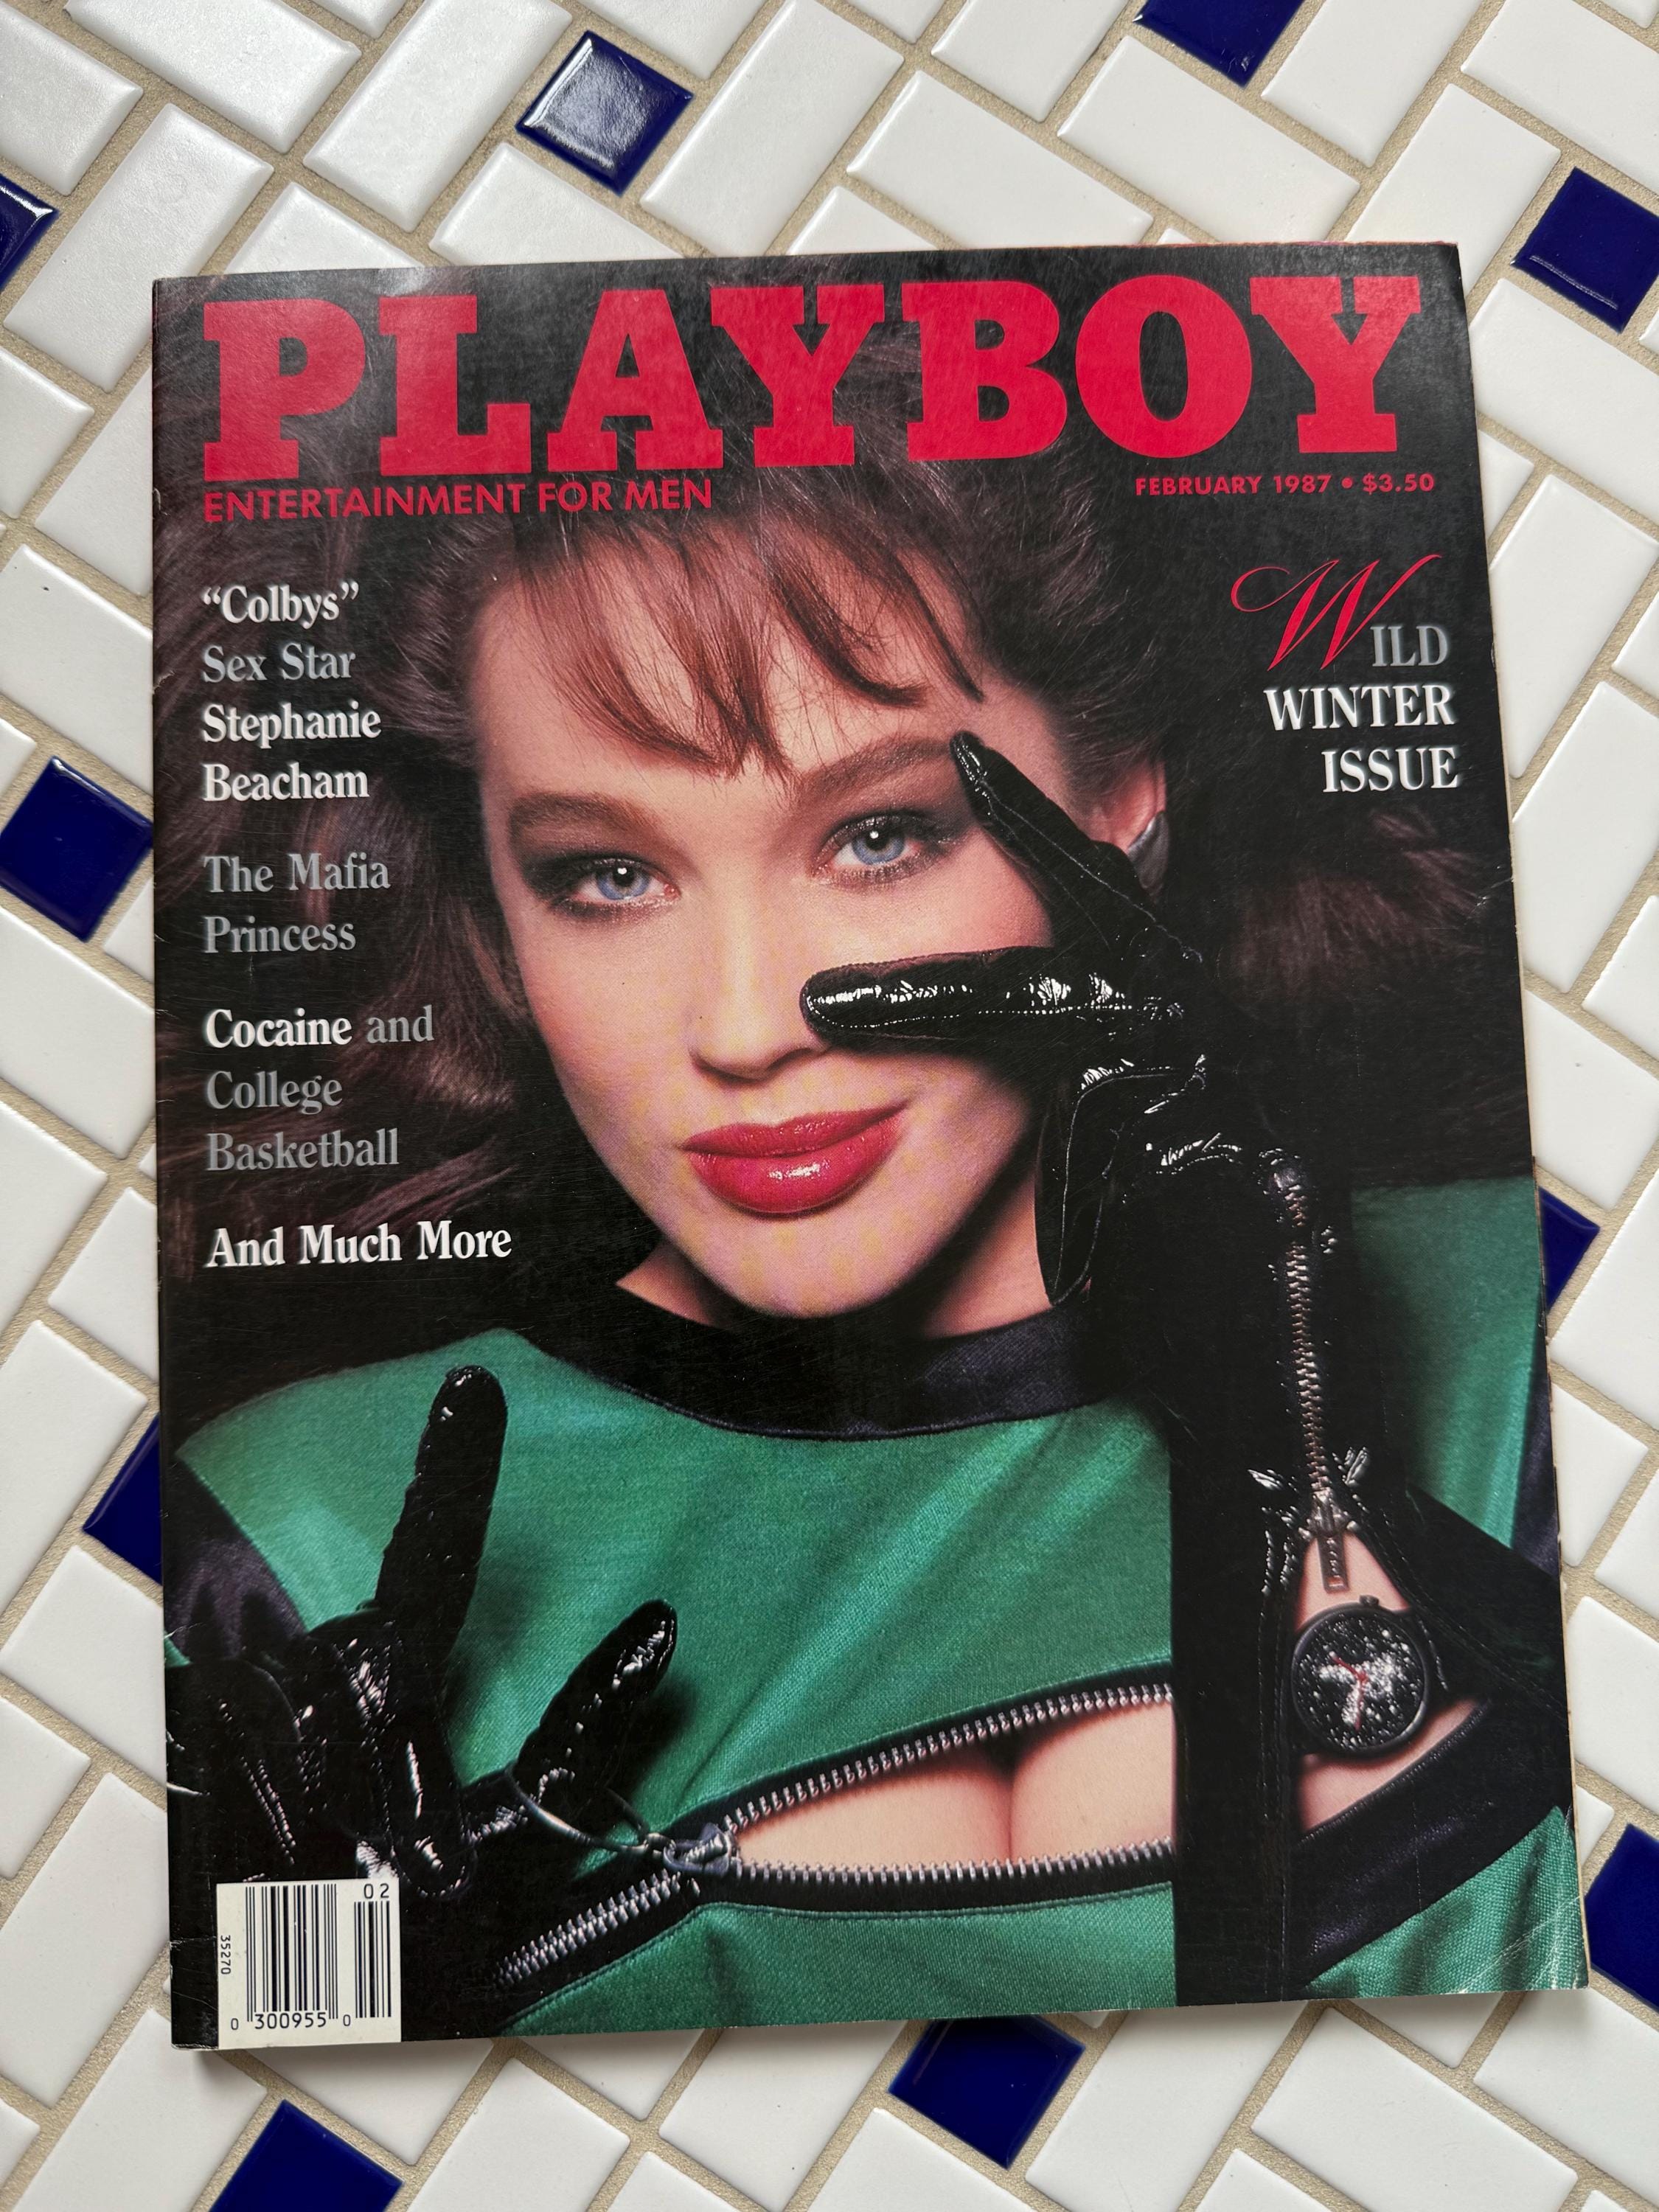 PLAYBOY
ENTERTAINMENT FOR MEN
FEBRUARY 1987 • $3.50
“Colbys”
Sex Star
Stephanie
Beacham
The Mafia
Princess
Cocaine and
College
Basketball
And Much More
WILD
WINTER
ISSUE
02
35270
0 300955 0